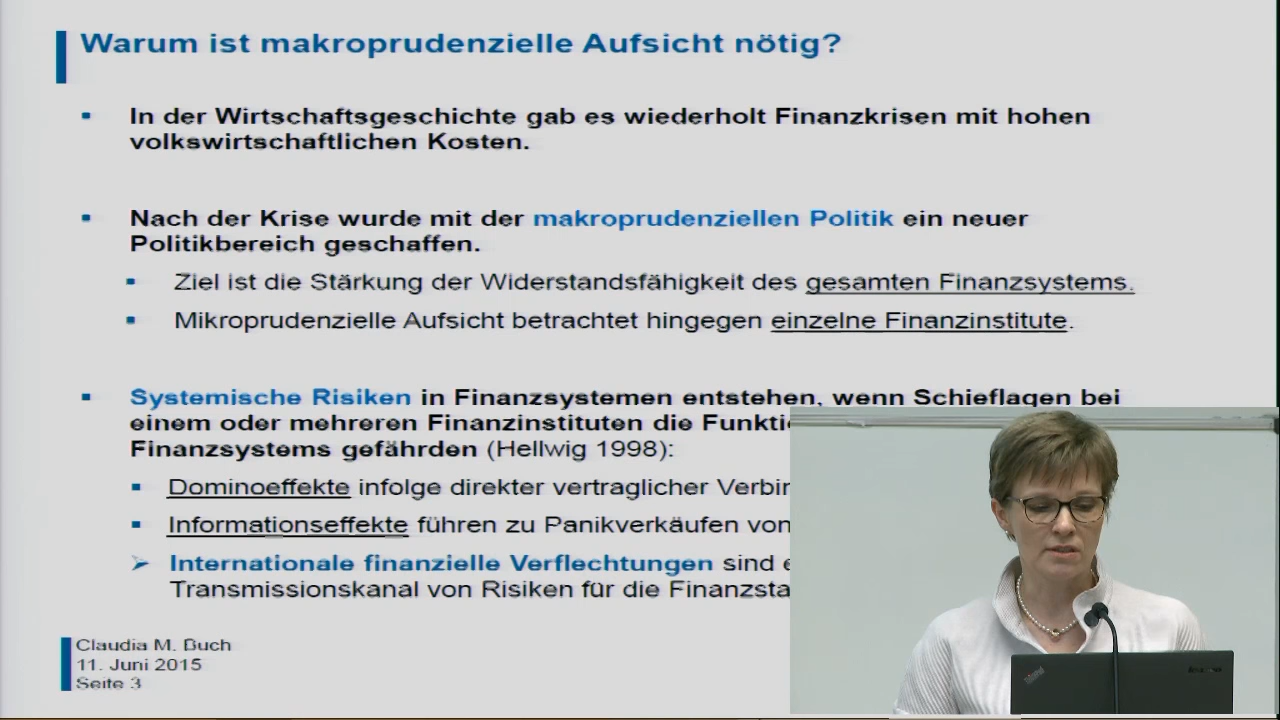 Warum ist makroprudenzielle Aufsicht nötig?
In der Wirtschaftsgeschichte gab es wiederholt Finanzkrisen mit hohen
volkswirtschaftlichen Kosten.
Nach der Krise wurde mit der makroprudenziellen Politik ein neuer
Politikbereich geschaffen.
Ziel ist die Stärkung der Widerstandsfähigkeit des gesamten Finanzsystems.
Mikroprudenzielle Aufsicht betrachtet hingegen einzelne Finanzinstitute.
Systemische Risiken in Finanzsystemen entstehen, wenn Schieflagen bei
einem oder mehreren Finanzinstituten die
Finanzsystems gefährden (Hellwig 1998):
Dominoeffekte infolge direkter vertraglicher
Informationseffekte führen zu Panikverkäufen von
Internationale finanzielle Verflechtungen sind
Transmissionskanal von Risiken für die
Claudia M. Buch
11. Juni 2015
Seite 3